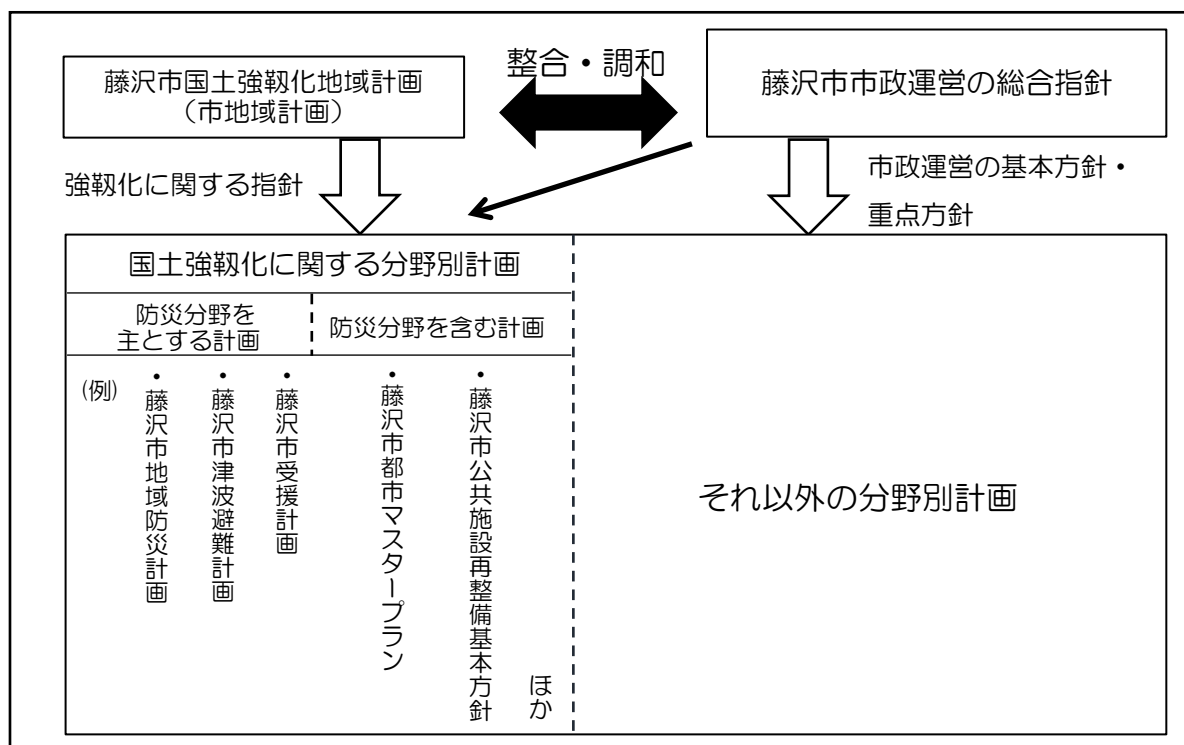 整合・調和
藤沢市国土強靱化地域計画
（市地域計画）
藤沢市市政運営の総合指針
強靱化に関する指針
市政運営の基本方針・
重点方針
国土強靱化に関する分野別計画
防災分野を
主とする計画
防災分野を含む計画
(例)
・藤沢市地域防災計画
・藤沢市津波避難計画
・藤沢市受援計画
・藤沢市都市マスタープラン
・藤沢市公共施設再整備基本方針
ほか
それ以外の分野別計画